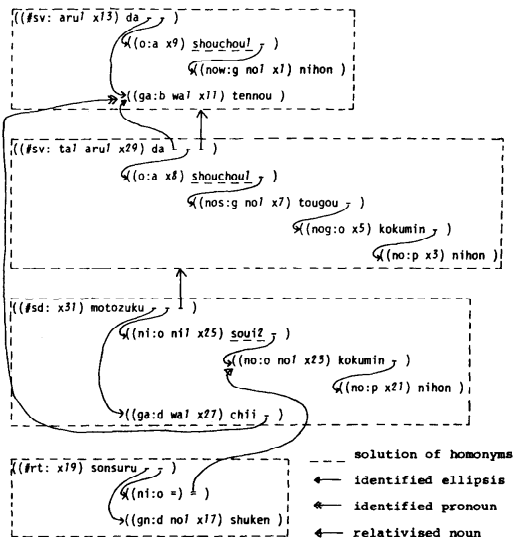 ((#sv: aru1 x13) da - - )
((o:a x9) shouchou1 - )
((now:g no1 x1) nihon )
((ga:b wa1 x11) tennou )
((#sv: ta1 aru1 x29) da - - )
((o:a x8) shouchou1 - )
((nos:g no1 x7) tougou - )
((nog:o x5) kokumin - )
((no:p x3) nihon )
((#sd: x31) motozuku - - )
((ni:o ni1 x25) soui2 - )
((no:o no1 x23) kokumin - )
((no:p x21) nihon )
((ga:d wa1 x27) chii - )
((#rt: x19) sonsuru - - )
((ni:o =) = )
((gn:d no1 x17) shuken )
solution of homonyms
identified ellipsis
identified pronoun
relativised noun